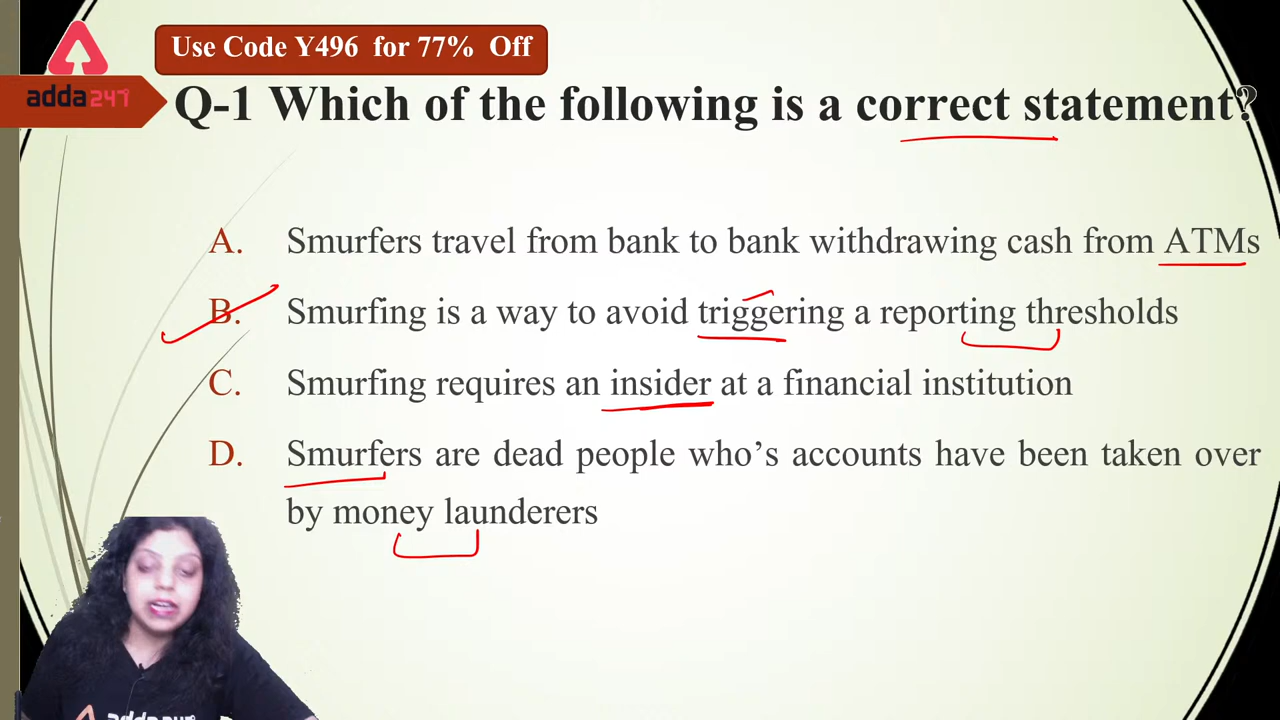 Use Code Y496 for 77% Off
adda247
Q-1 Which of the following is a correct statement?
A. Smurfers travel from bank to bank withdrawing cash from ATMs
B. Smurfing is a way to avoid triggering a reporting thresholds
C. Smurfing requires an insider at a financial institution
D. Smurfers are dead people who's accounts have been taken over
by money launderers
adda247